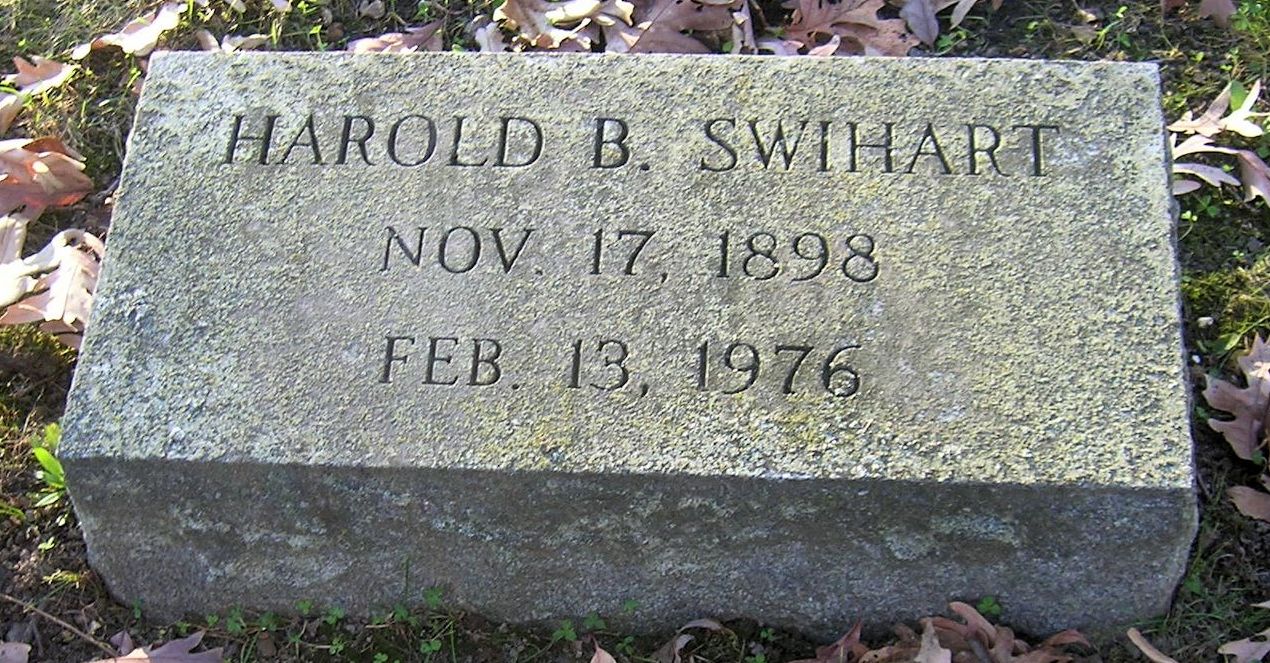 HAROLD B. SWIHART
NOV. 17, 1898
FEB. 13, 1976